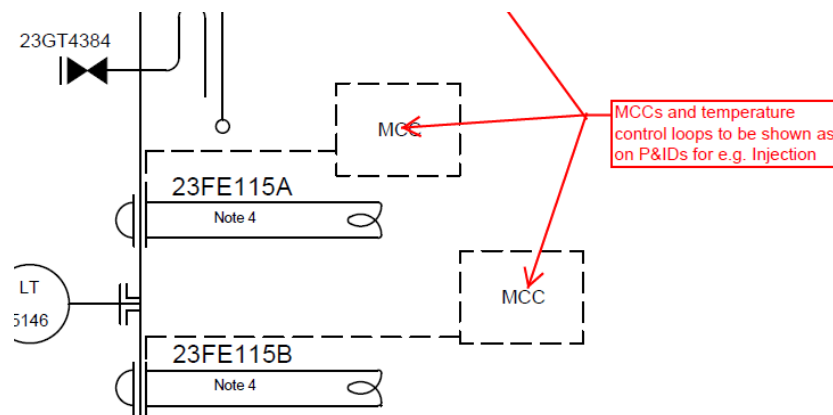 23GT4384
MCC
MCCs and temperature
control loops to be shown as
on P&IDs for e.g. Injection
23FE115A
Note 4
MCC
LT
5146
23FE115B
Note 4